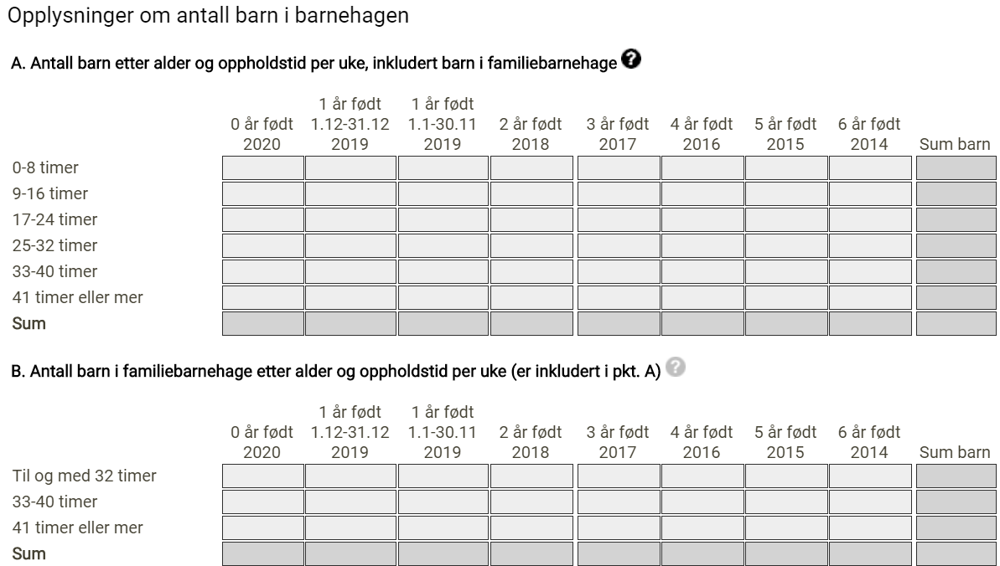 Opplysninger om antall barn i barnehagen
A. Antall barn etter alder og oppholdstid per uke, inkludert barn i familiebarnehage ?
1 år født 1 år født
0 år født 1.12-31.12 1.1-30.11 2 år født 3 år født 4 år født 5 år født 6 år født
2020 2019 2019 2018 2017 2016 2015 2014 Sum barn
0-8 timer
9-16 timer
17-24 timer
25-32 timer
33-40 timer
41 timer eller mer
Sum
B. Antall barn i familiebarnehage etter alder og oppholdstid per uke (er inkludert i pkt. A) ?
1 år født 1 år født
0 år født 1.12-31.12 1.1-30.11 2 år født 3 år født 4 år født 5 år født 6 år født
2020 2019 2019 2018 2017 2016 2015 2014 Sum barn
Til og med 32 timer
33-40 timer
41 timer eller mer
Sum